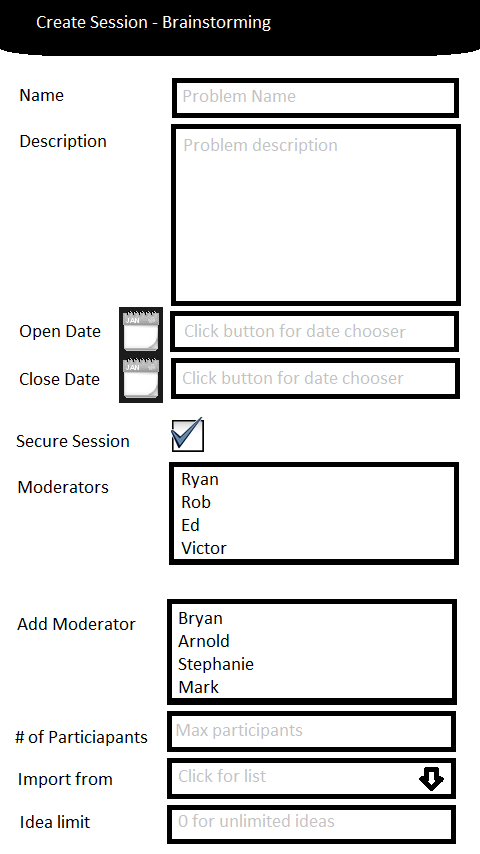 Create Session - Brainstorming
Name
Problem Name
Description
Problem description
Open Date
JAN
Click button for date chooser
Close Date
JAN
Click button for date chooser
Secure Session
Moderators
Ryan
Rob
Ed
Victor
Add Moderator
Bryan
Arnold
Stephanie
Mark
# of Particiapants
Max participants
Import from
Click for list
Idea limit
0 for unlimited ideas